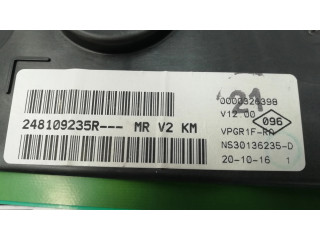 21
0000326398
V12.00
096
248109235R--- MR V2 KM
VPGR1F-RA
NS30136235-D
20-10-16 1